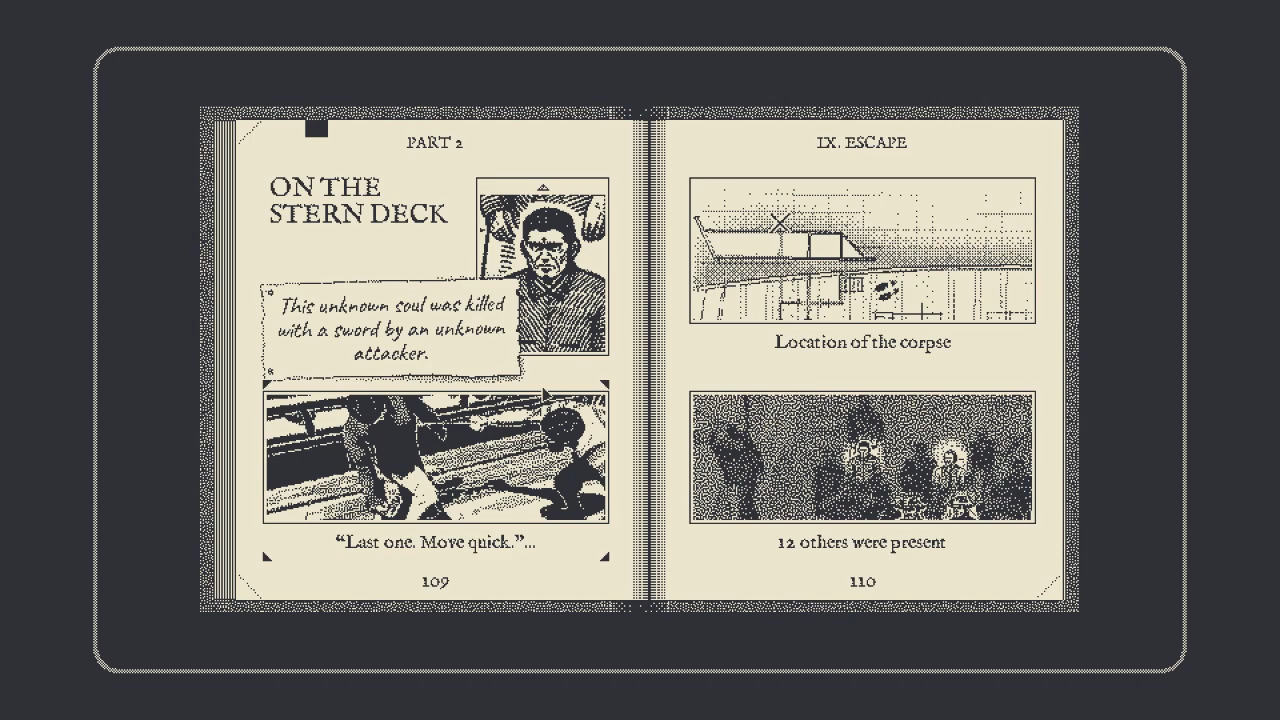 PART 2
ON THE
STERN DECK
This unknown soul was killed
with a sword by an unknown
attacker.
“Last one. Move quick.”...
109
IX. ESCAPE
Location of the corpse
12 others were present
110